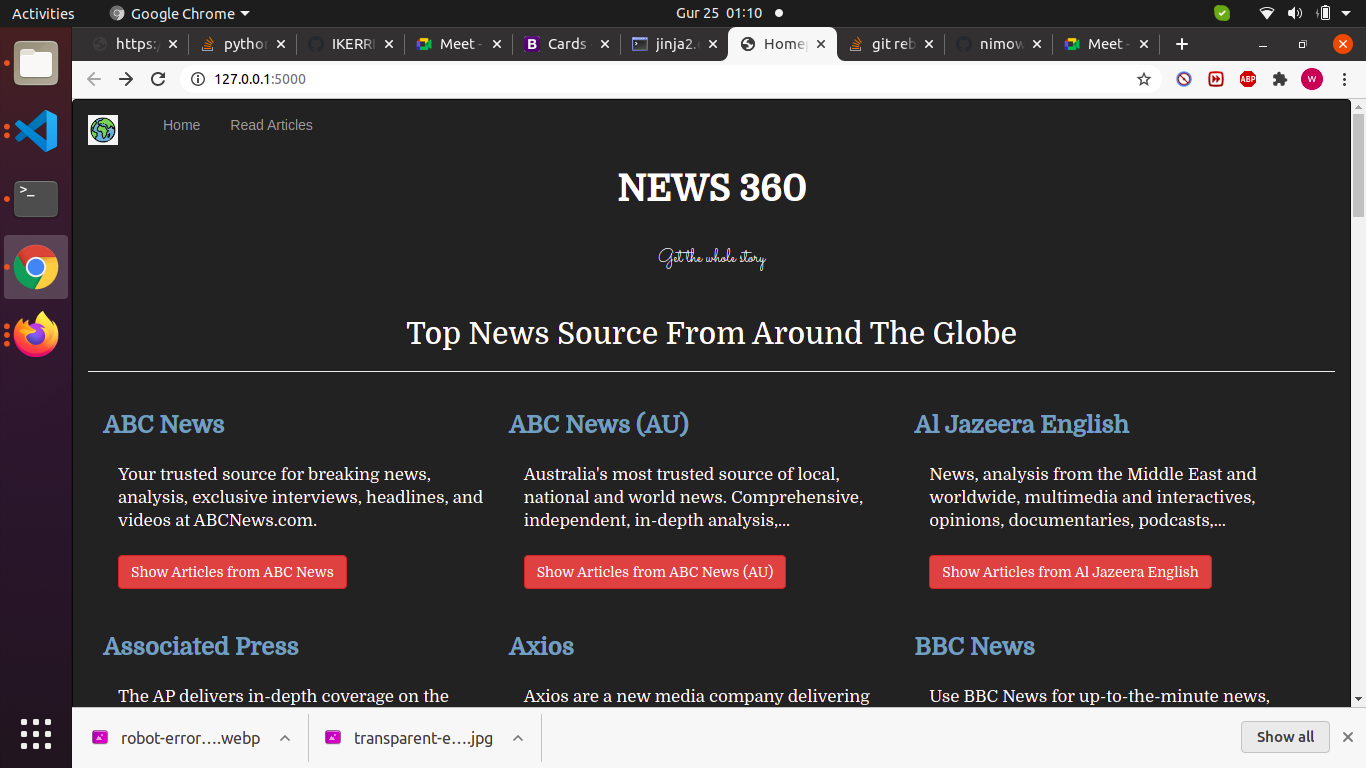 Activities Google Chrome Gur 25 01:10
https:/ pytho IKERR Meet - Cards - jinja2. Home git reb nimow Meet -
127.0.0.1:5000 ABP W
Home Read Articles
NEWS 360
Get the whole story
Top News Source From Around The Globe
ABC News
Your trusted source for breaking news,
analysis, exclusive interviews, headlines, and
videos at ABCNews.com.
Show Articles from ABC News
ABC News (AU)
Australia's most trusted source of local,
national and world news. Comprehensive,
independent, in-depth analysis,...
Show Articles from ABC News (AU)
Al Jazeera English
News, analysis from the Middle East and
worldwide, multimedia and interactives,
opinions, documentaries, podcasts,...
Show Articles from Al Jazeera English
Associated Press
The AP delivers in-depth coverage on the
Axios
Axios are a new media company delivering
BBC News
Use BBC News for up-to-the-minute news,
robot-error....webp transparent-e....jpg Show all